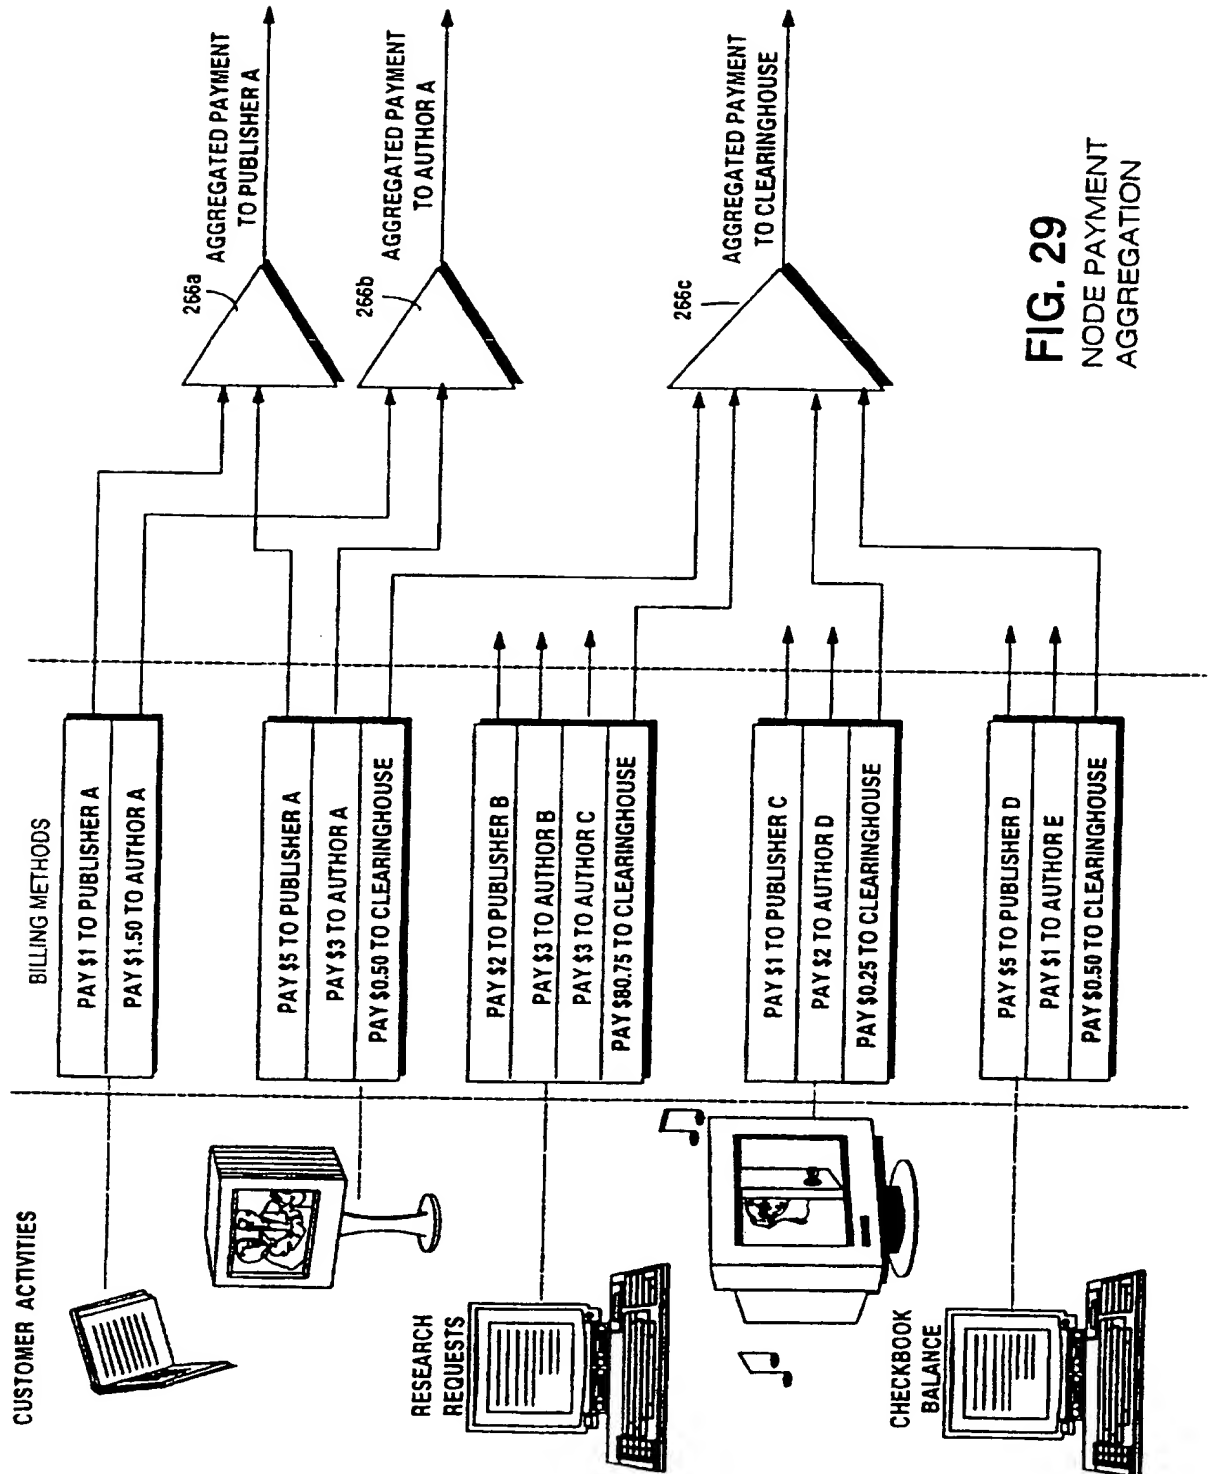 CUSTOMER ACTIVITIES
RESEARCH
REQUESTS
CHECKBOOK
BALANCE
BILLING METHODS
PAY $1 TO PUBLISHER A
PAY $1.50 TO AUTHOR A
PAY $5 TO PUBLISHER A
PAY $3 TO AUTHOR A
PAY $0.50 TO CLEARINGHOUSE
PAY $2 TO PUBLISHER B
PAY $3 TO AUTHOR B
PAY $3 TO AUTHOR C
PAY $80.75 TO CLEARINGHOUSE
PAY $1 TO PUBLISHER C
PAY $2 TO AUTHOR D
PAY $0.25 TO CLEARINGHOUSE
PAY $5 TO PUBLISHER D
PAY $1 TO AUTHOR E
PAY $0.50 TO CLEARINGHOUSE
266a
AGGREGATED PAYMENT
TO PUBLISHER A
266b
AGGREGATED PAYMENT
TO AUTHOR A
266c
AGGREGATED PAYMENT
TO CLEARINGHOUSE
FIG. 29
NODE PAYMENT
AGGREGATION